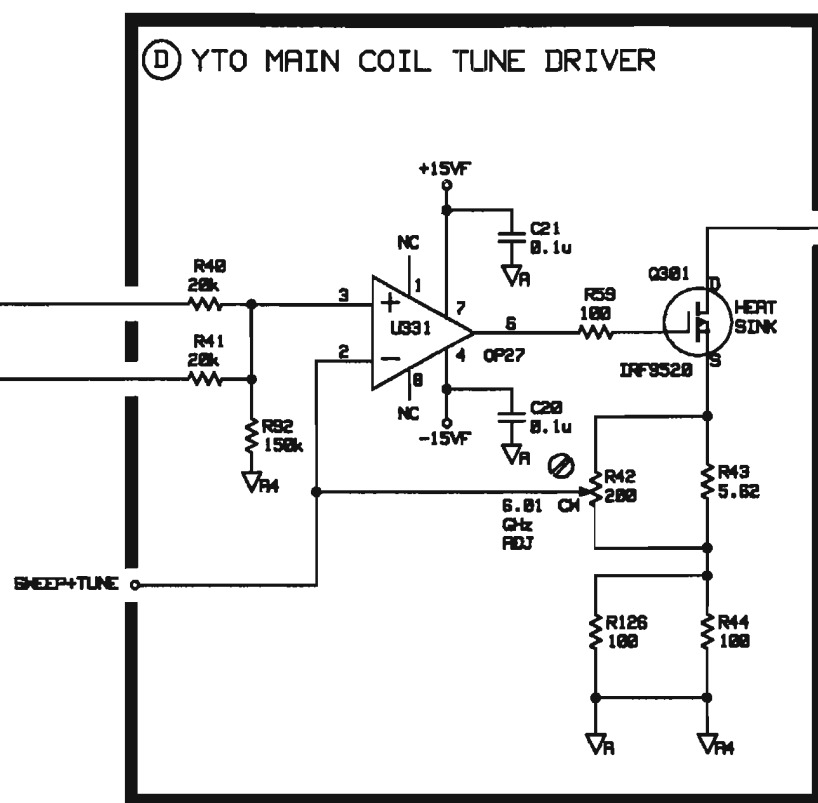 D YTO MAIN COIL TUNE DRIVER
+15VF
C21
0.1u
A
NC
1
R40
20k
3
+
U331
7
6
R59
100
Q301
D
HEAT
SINK
S
IRF9520
R41
20k
2
-
4
OP27
8
NC
-15VF
C20
0.1u
A
R92
150k
A4
6.01
GHz
ADJ
CW
R42
200
R43
5.62
SWEEP+TUNE
R126
100
R44
100
A
A4